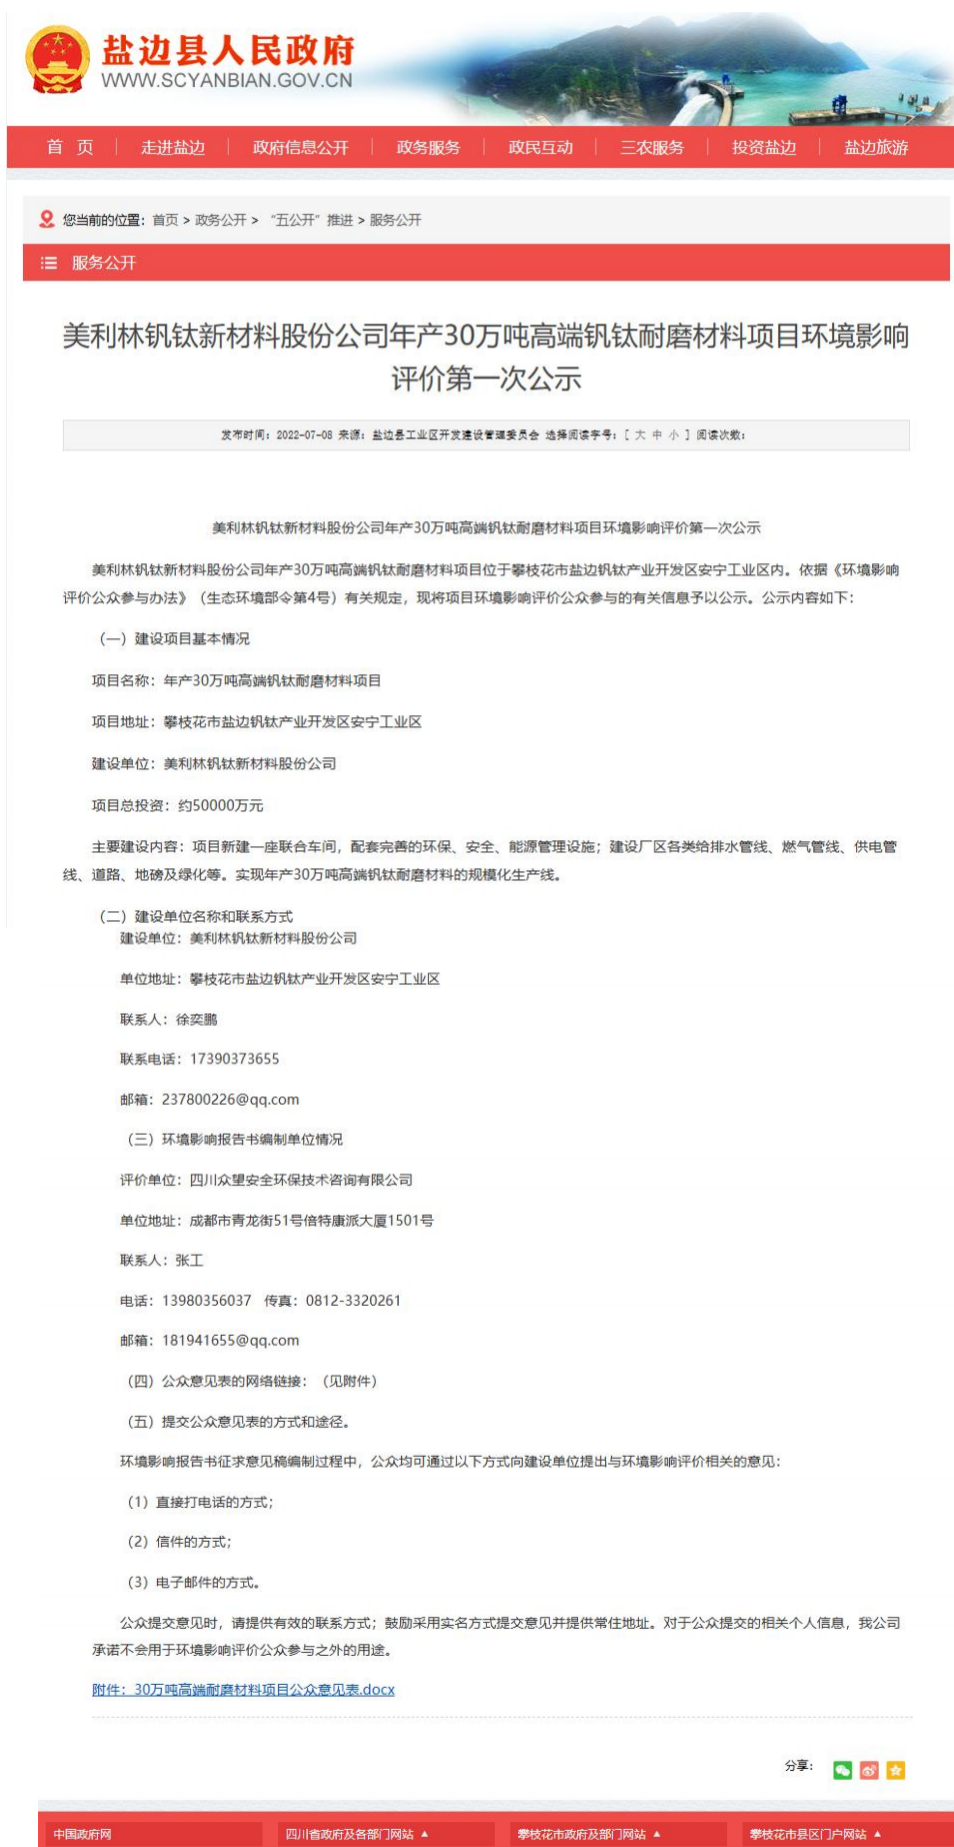 盐边县人民政府
WWW.SCYANBIAN.GOV.CN
首 页 走进盐边 政府信息公开 政务服务 政民互动 三农服务 投资盐边 盐边旅游
您当前的位置：首页 > 政务公开 > “五公开”推进 > 服务公开
服务公开
美利林钒钛新材料股份公司年产30万吨高端钒钛耐磨材料项目环境影响
评价第一次公示
发布时间：2022-07-08 来源：盐边县工业区开发建设管理委员会 选择阅读字号：[ 大 中 小 ] 阅读次数：
美利林钒钛新材料股份公司年产30万吨高端钒钛耐磨材料项目环境影响评价第一次公示
美利林钒钛新材料股份公司年产30万吨高端钒钛耐磨材料项目位于攀枝花市盐边钒钛产业开发区安宁工业区内。依据《环境影响
评价公众参与办法》（生态环境部令第4号）有关规定，现将项目环境影响评价公众参与的有关信息予以公示。公示内容如下：
（一）建设项目基本情况
项目名称：年产30万吨高端钒钛耐磨材料项目
项目地址：攀枝花市盐边钒钛产业开发区安宁工业区
建设单位：美利林钒钛新材料股份公司
项目总投资：约50000万元
主要建设内容：项目新建一座联合车间，配套完善的环保、安全、能源管理设施；建设厂区各类给排水管线、燃气管线、供电管
线、道路、地磅及绿化等。实现年产30万吨高端钒钛耐磨材料的规模化生产线。
（二）建设单位名称和联系方式
建设单位：美利林钒钛新材料股份公司
单位地址：攀枝花市盐边钒钛产业开发区安宁工业区
联系人：徐奕鹏
联系电话：17390373655
邮箱：237800226@qq.com
（三）环境影响报告书编制单位情况
评价单位：四川众望安全环保技术咨询有限公司
单位地址：成都市青龙街51号倍特康派大厦1501号
联系人：张工
电话：13980356037 传真：0812-3320261
邮箱：181941655@qq.com
（四）公众意见表的网络链接：（见附件）
（五）提交公众意见表的方式和途径。
环境影响报告书征求意见稿编制过程中，公众均可通过以下方式向建设单位提出与环境影响评价相关的意见：
（1）直接打电话的方式；
（2）信件的方式；
（3）电子邮件的方式。
公众提交意见时，请提供有效的联系方式；鼓励采用实名方式提交意见并提供常住地址。对于公众提交的相关个人信息，我公司
承诺不会用于环境影响评价公众参与之外的用途。
附件：30万吨高端耐磨材料项目公众意见表.docx
分享：
中国政府网 四川省政府及各部门网站 ▲ 攀枝花市政府及部门网站 ▲ 攀枝花市县区门户网站 ▲